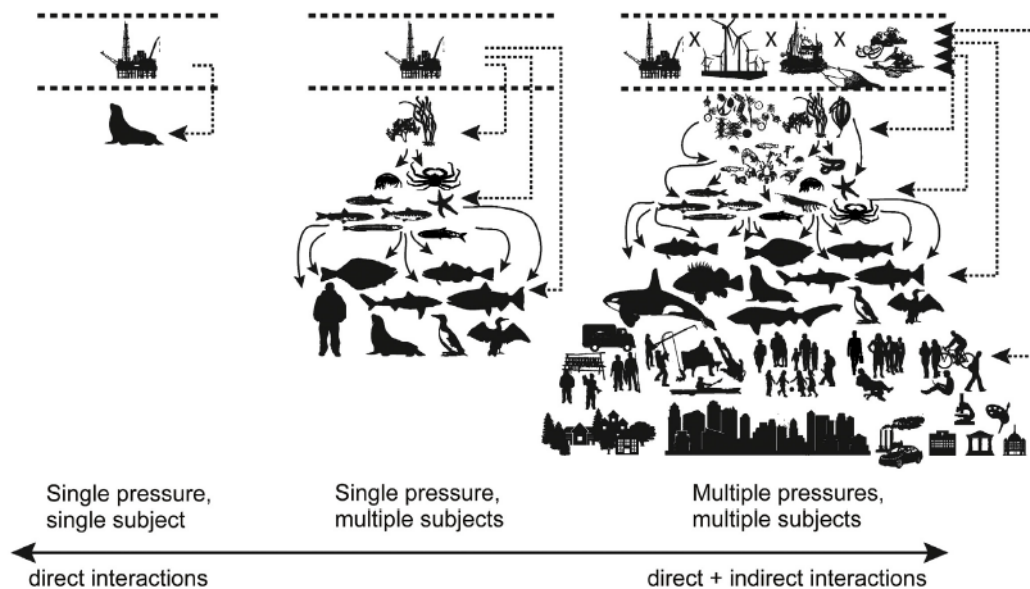 X X X
Single pressure,
single subject
Single pressure,
multiple subjects
Multiple pressures,
multiple subjects
direct interactions
direct + indirect interactions